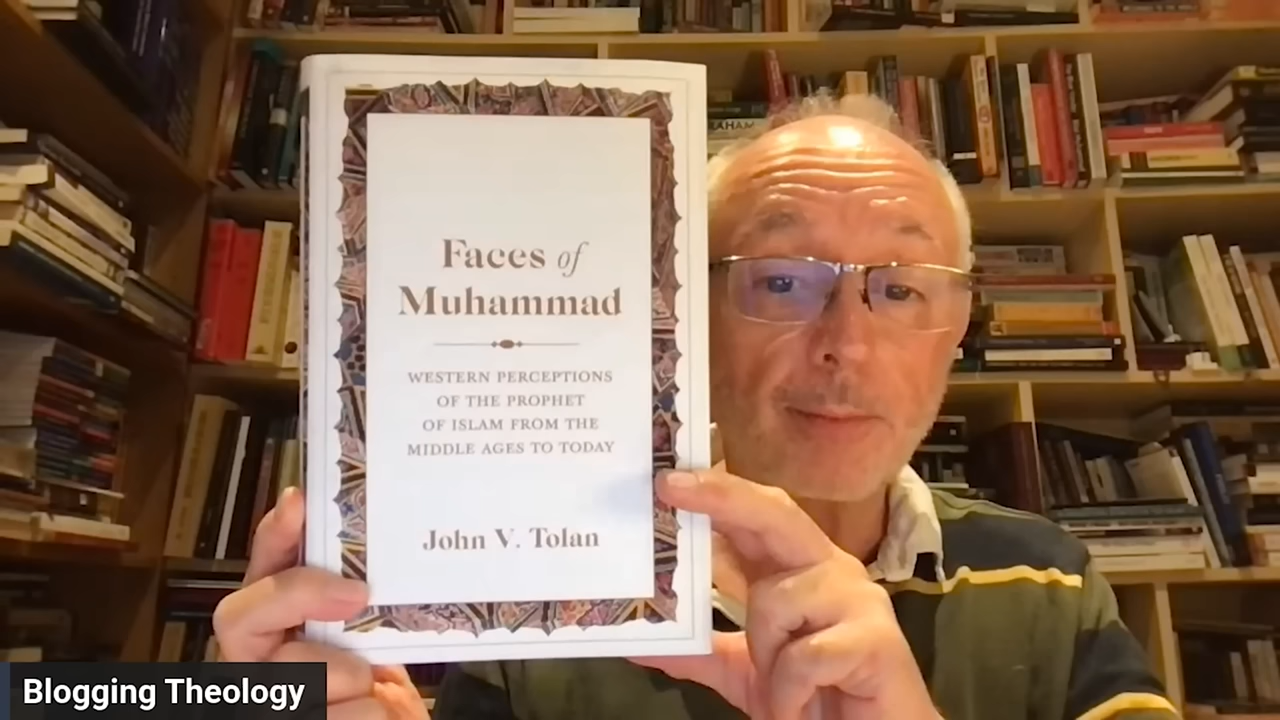 Faces of
Muhammad
WESTERN PERCEPTIONS
OF THE PROPHET
OF ISLAM FROM THE
MIDDLE AGES TO TODAY
John V. Tolan
Blogging Theology